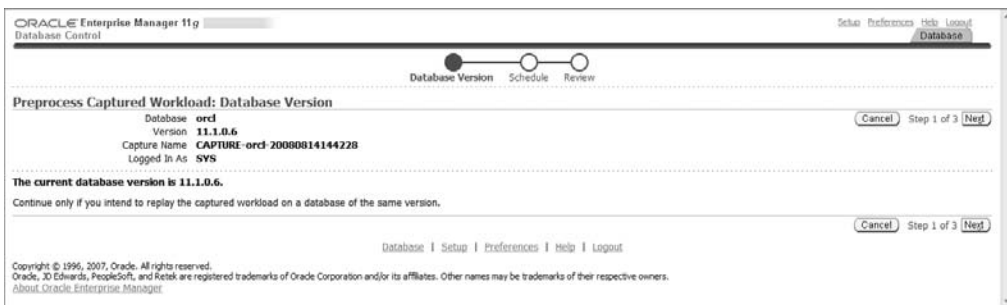 ORACLE Enterprise Manager 11g
Database Control
Setup Preferences Help Logout
Database
Database Version Schedule Review
Preprocess Captured Workload: Database Version
Database orcl
Version 11.1.0.6
Capture Name CAPTURE-orcl-20080814144228
Logged In As SYS
Cancel Step 1 of 3 Next
The current database version is 11.1.0.6.
Continue only if you intend to replay the captured workload on a database of the same version.
Cancel Step 1 of 3 Next
Database | Setup | Preferences | Help | Logout
Copyright © 1996, 2007, Oracle. All rights reserved.
Oracle, JD Edwards, PeopleSoft, and Retek are registered trademarks of Oracle Corporation and/or its affiliates. Other names may be trademarks of their respective owners.
About Oracle Enterprise Manager